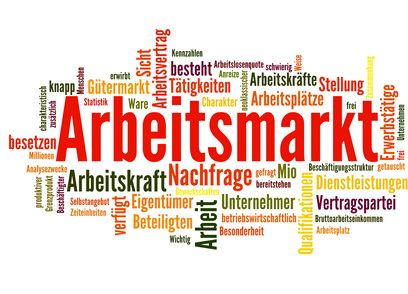 Kennzahlen
Sicht
Arbeitsvertrag
Arbeitslosenquote
schwierig
Weise
erwirbt
besteht
Anreize
neoklassischer
Zusammenhang
Menschen
knapp
Gütermarkt
Tätigkeiten
Arbeitskräfte
Stellung
charakteristisch
zusätzlich
Statistik
Ware
Charakter
Arbeitsplätze
frei
Erwerbstätige
Unternehmen
besetzen
Arbeitsmarkt
Millionen
frei
Analysezwecke
Nachfrage
gefragt
Mio
Beschäftigungsstruktur
getauscht
produktiver
Grenzprodukt
Beschäftigter
Arbeitskraft
bereitstehen
Dienstleistungen
Gewerkschaften
Selbstangebot
verfügt
Eigentümer
Arbeit
Unternehmer
Qualifikationen
Vertragspartei
Zeiteinheiten
Beteiligten
betriebswirtschaftlich
Bruttoarbeitseinkommen
Wichtig
Besonderheit
Arbeitsplatz